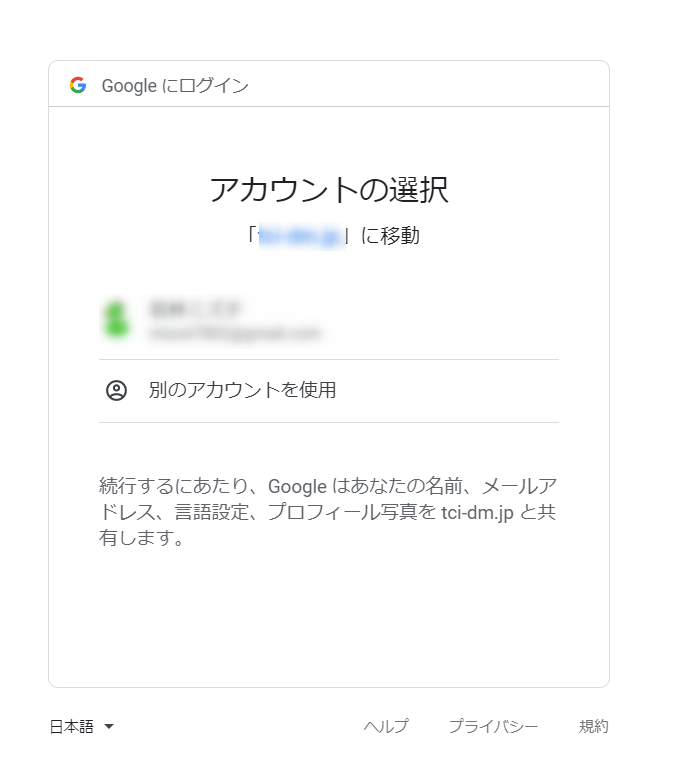 Google にログイン
アカウントの選択
「 」に移動
別のアカウントを使用
続行するにあたり、Google はあなたの名前、メールア
ドレス、言語設定、プロフィール写真を tci-dm.jp と共
有します。
日本語
ヘルプ
プライバシー
規約